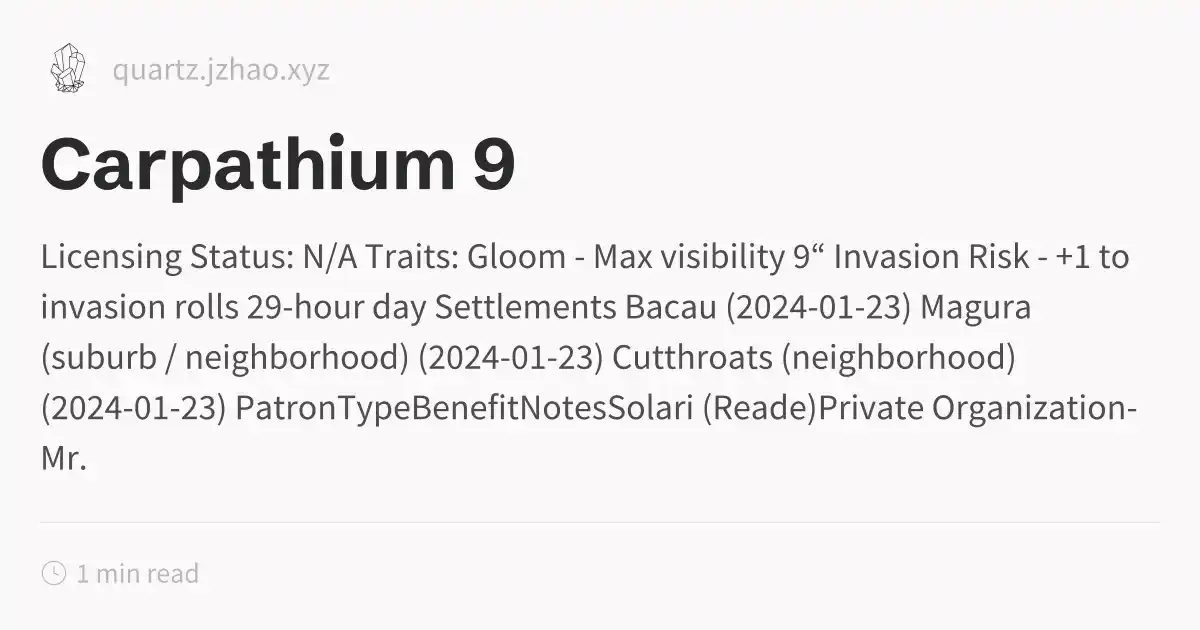 quartz.jzhao.xyz
Carpathium 9
Licensing Status: N/A Traits: Gloom - Max visibility 9“ Invasion Risk - +1 to
invasion rolls 29-hour day Settlements Bacau (2024-01-23) Magura
(suburb / neighborhood) (2024-01-23) Cutthroats (neighborhood)
(2024-01-23) PatronTypeBenefitNotesSolari (Reade)Private Organization-
Mr.
1 min read